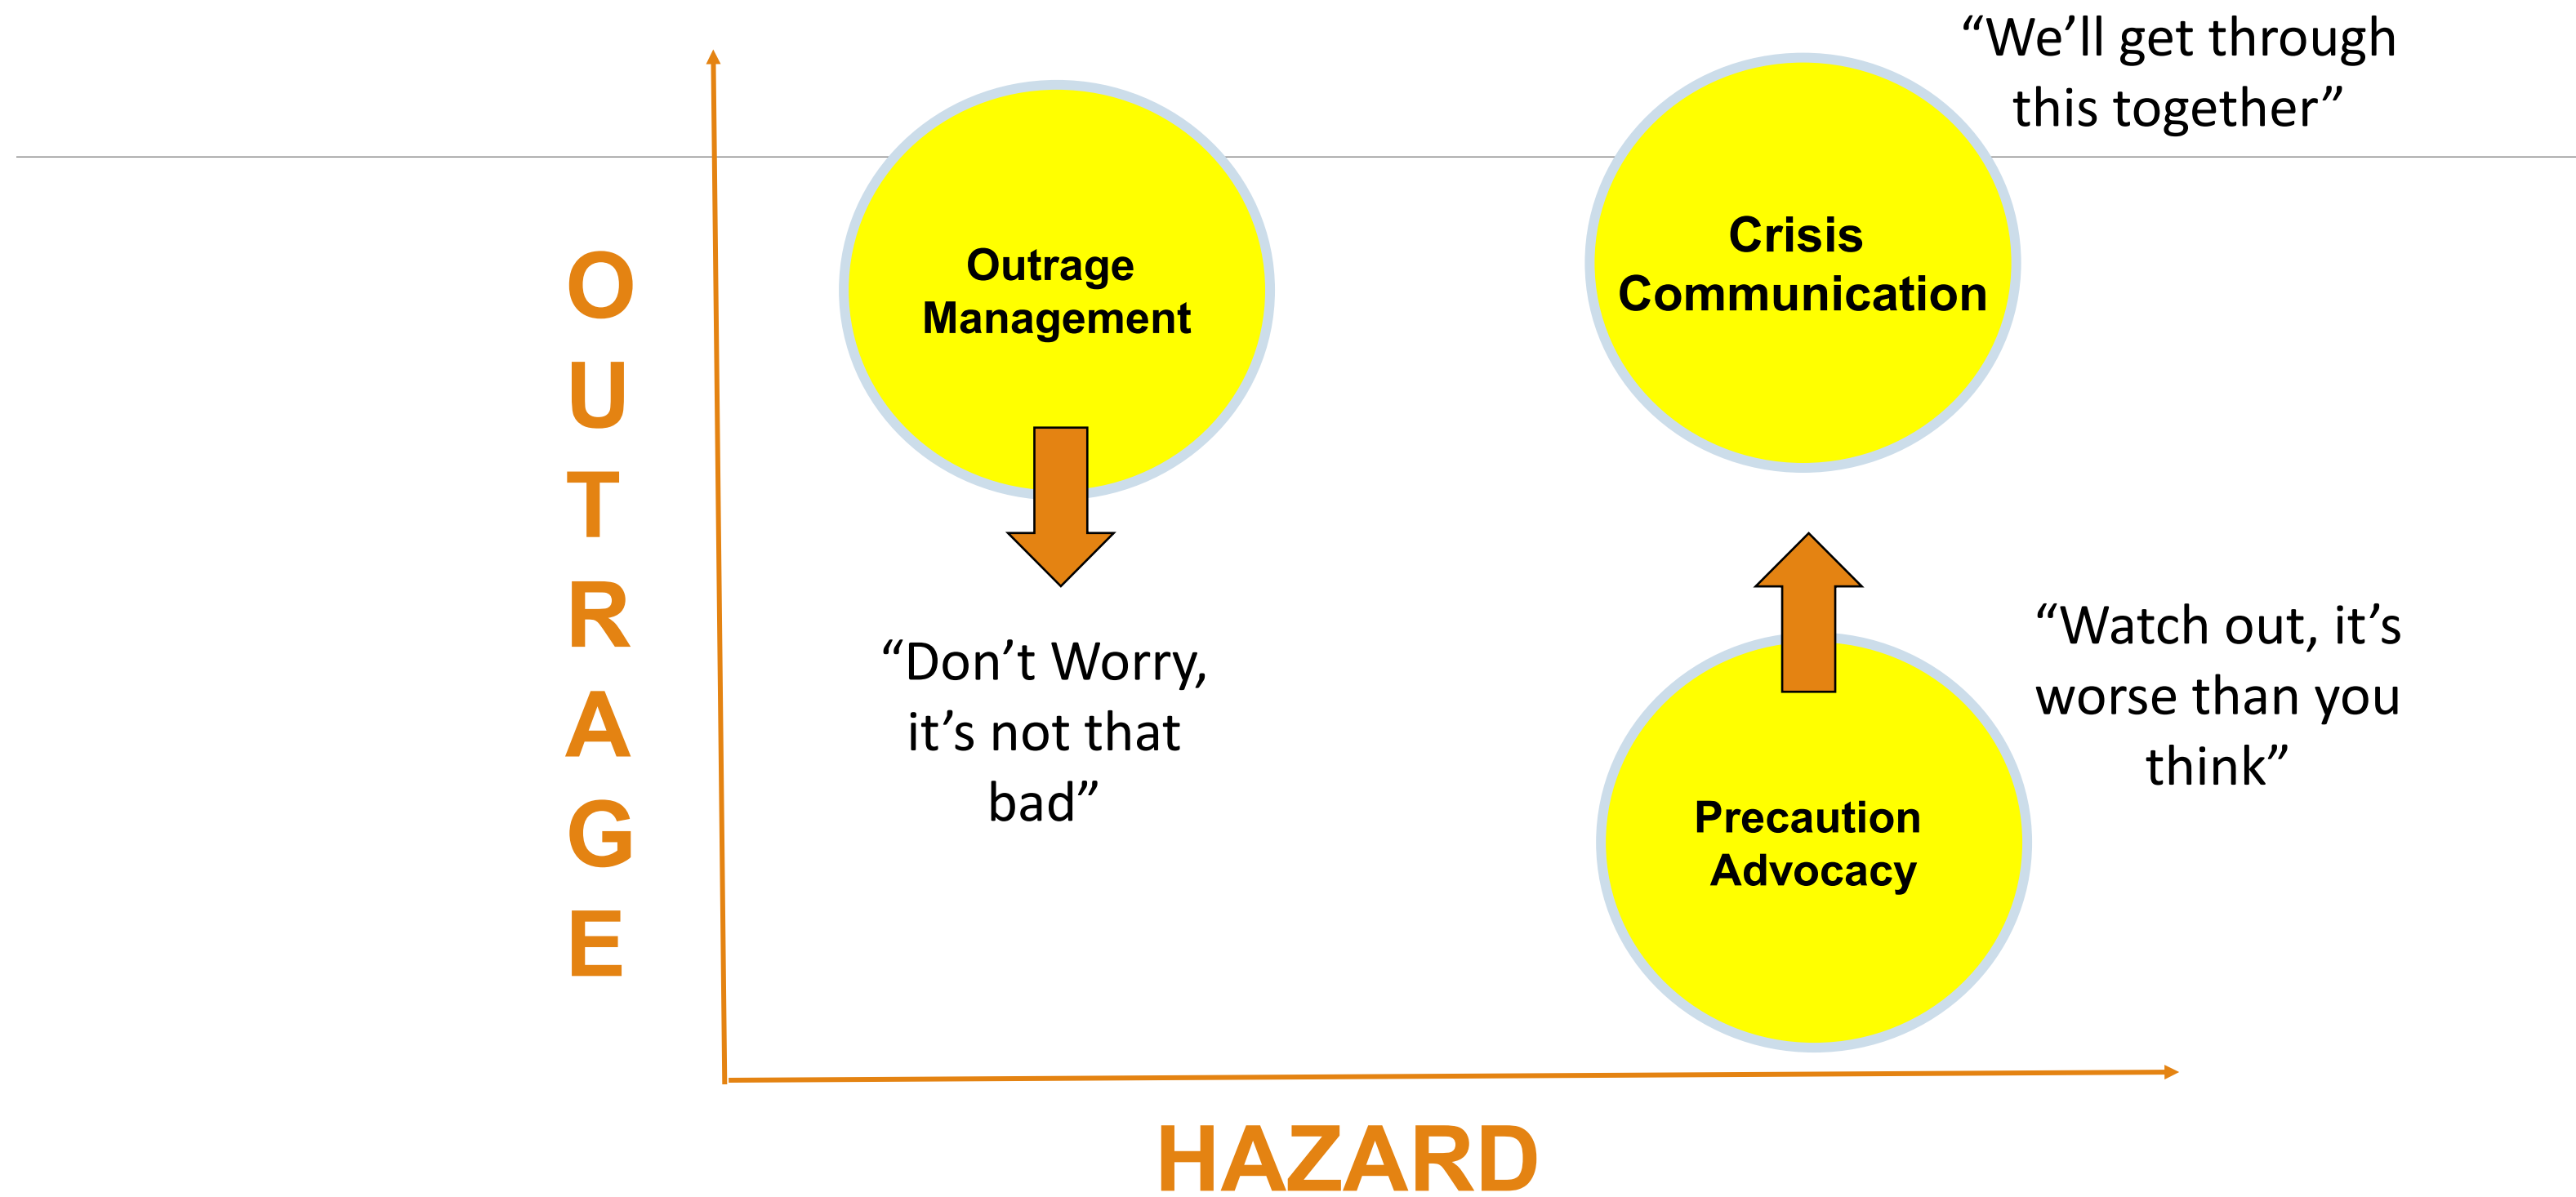 “We’ll get through
this together”
Crisis
Communication
Outrage
Management
OUTRAGE
“Don’t Worry,
it’s not that
bad”
“Watch out, it’s
worse than you
think”
Precaution
Advocacy
HAZARD